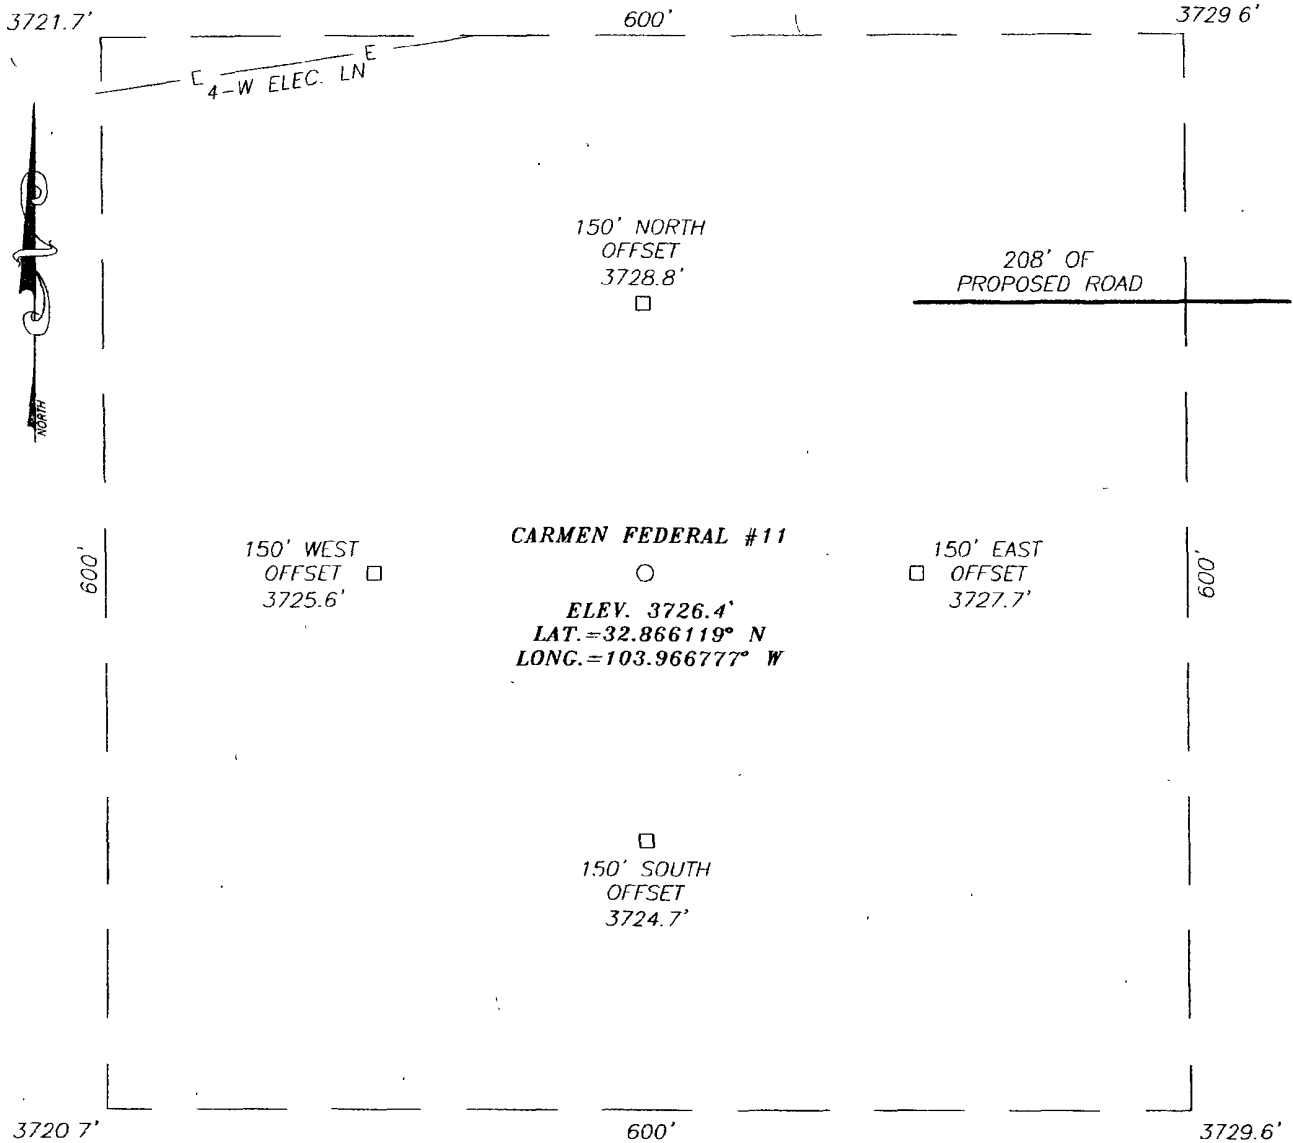 3721.7'
600'
3729 6'
E
E
4-W ELEC. LN
NORTH
150' NORTH
OFFSET
3728.8'
208' OF
PROPOSED ROAD
600'
150' WEST
OFFSET
3725.6'
CARMEN FEDERAL #11
ELEV. 3726.4'
LAT.=32.866119° N
LONG.=103.966777° W
150' EAST
OFFSET
3727.7'
600'
150' SOUTH
OFFSET
3724.7'
3720 7'
600'
3729.6'